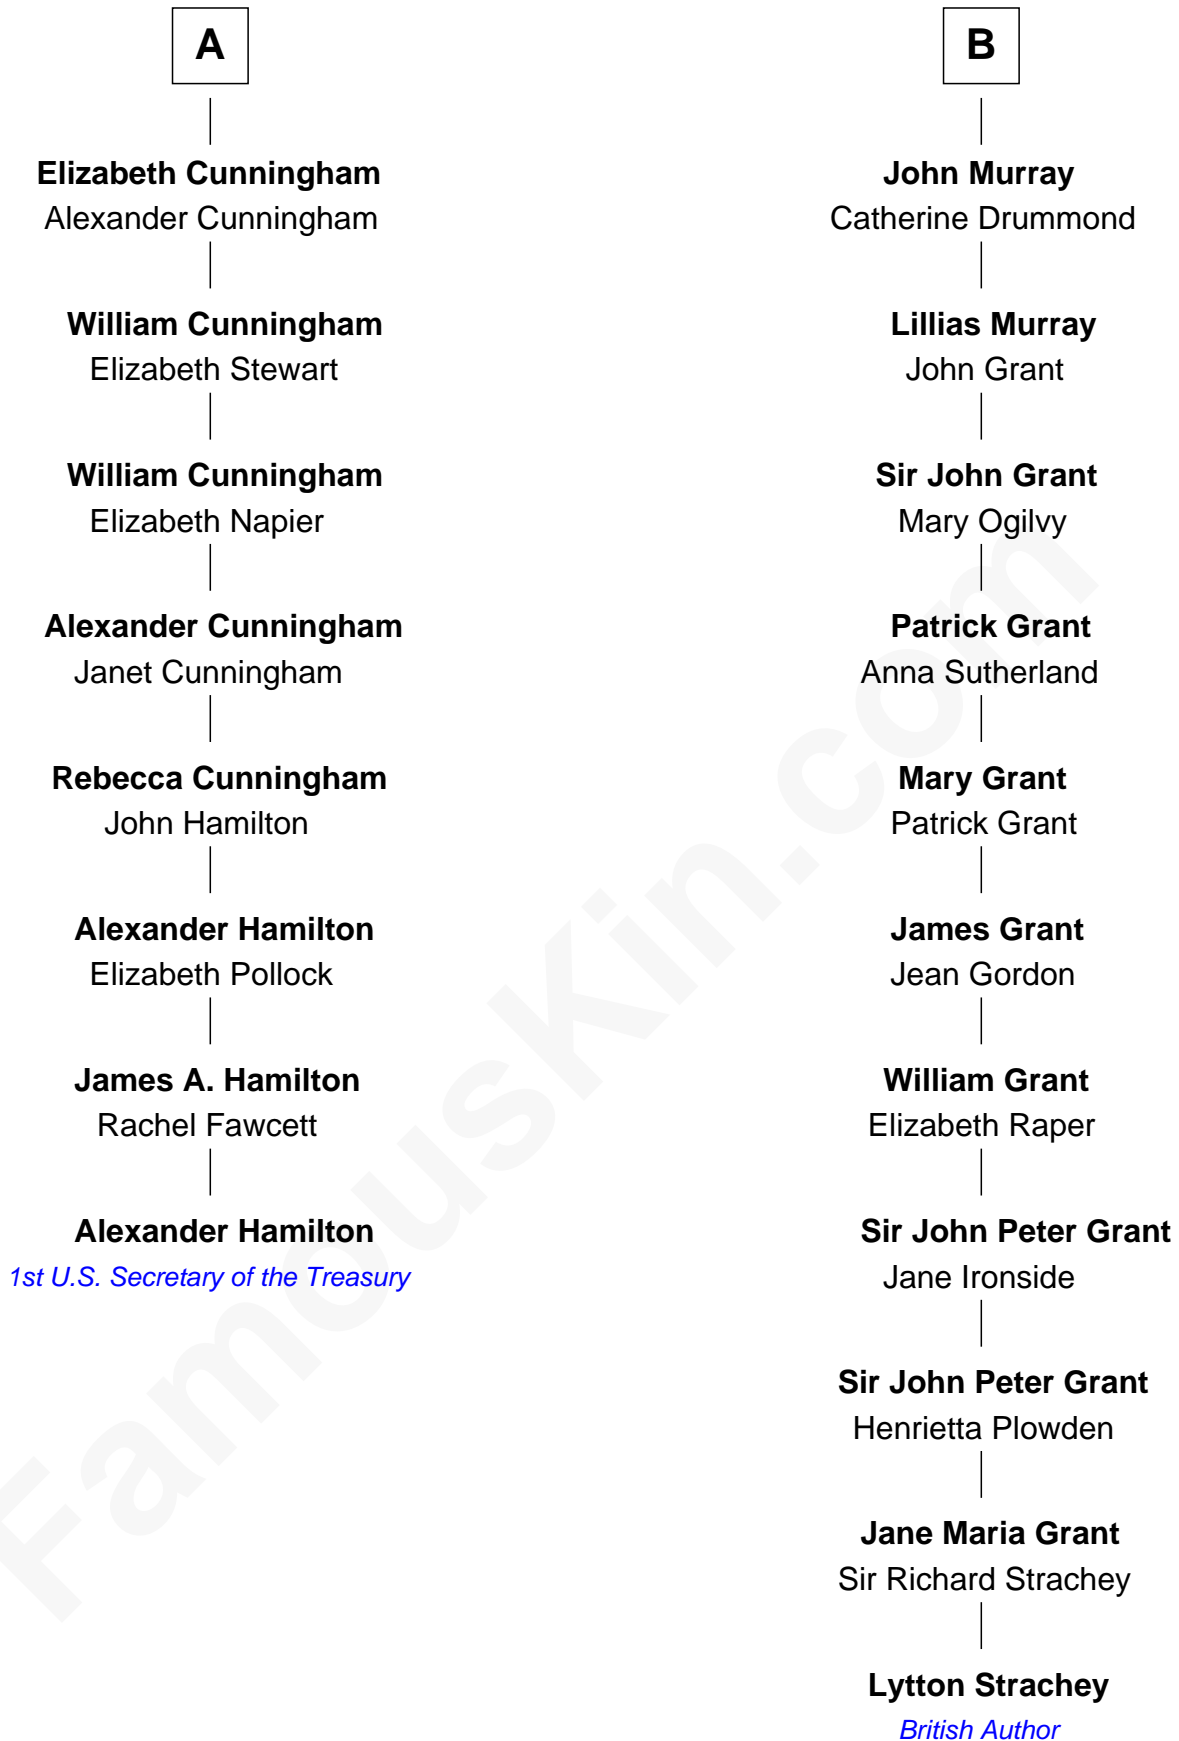 A
Elizabeth Cunningham
Alexander Cunningham
William Cunningham
Elizabeth Stewart
William Cunningham
Elizabeth Napier
Alexander Cunningham
Janet Cunningham
Rebecca Cunningham
John Hamilton
Alexander Hamilton
Elizabeth Pollock
James A. Hamilton
Rachel Fawcett
Alexander Hamilton
1st U.S. Secretary of the Treasury
B
John Murray
Catherine Drummond
Lillias Murray
John Grant
Sir John Grant
Mary Ogilvy
Patrick Grant
Anna Sutherland
Mary Grant
Patrick Grant
James Grant
Jean Gordon
William Grant
Elizabeth Raper
Sir John Peter Grant
Jane Ironside
Sir John Peter Grant
Henrietta Plowden
Jane Maria Grant
Sir Richard Strachey
Lytton Strachey
British Author
FamousKin.com